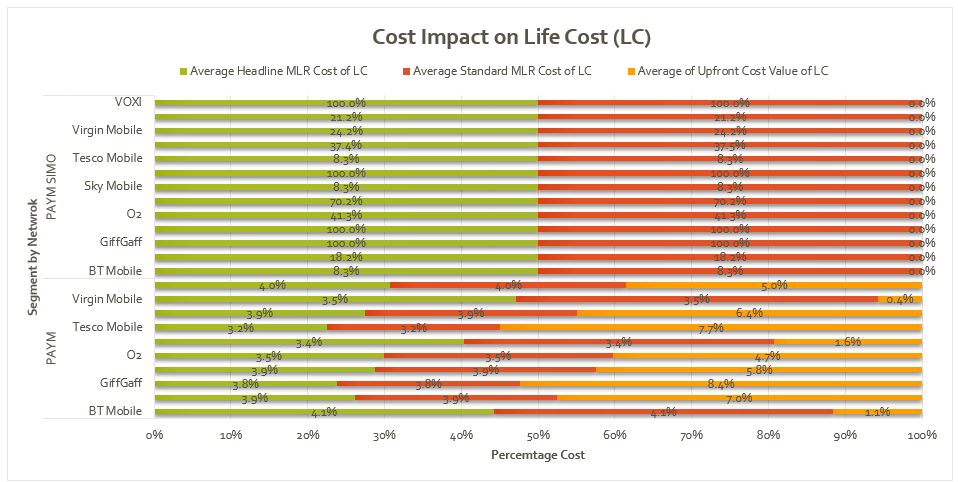 Cost Impact on Life Cost (LC)
Average Headline MLR Cost of LC Average Standard MLR Cost of LC Average of Upfront Cost Value of LC
Segment by Netwrok
PAYM SIMO
VOXI 100.0% 100.0% 0.0%
21.2% 21.2% 0.0%
Virgin Mobile 24.2% 24.2% 0.0%
37.4% 37.5% 0.0%
Tesco Mobile 8.3% 8.3% 0.0%
100.0% 100.0% 0.0%
Sky Mobile 8.3% 8.3% 0.0%
70.2% 70.2% 0.0%
O2 41.3% 41.3% 0.0%
100.0% 100.0% 0.0%
GiffGaff 100.0% 100.0% 0.0%
18.2% 18.2% 0.0%
BT Mobile 8.3% 8.3% 0.0%
PAYM
4.0% 4.0% 5.0%
Virgin Mobile 3.5% 3.5% 0.4%
3.9% 3.9% 6.4%
Tesco Mobile 3.2% 3.2% 7.7%
3.4% 3.4% 1.6%
O2 3.5% 3.5% 4.7%
3.9% 3.9% 5.8%
GiffGaff 3.8% 3.8% 8.4%
3.9% 3.9% 7.0%
BT Mobile 4.1% 4.1% 1.1%
0% 10% 20% 30% 40% 50% 60% 70% 80% 90% 100%
Percemtage Cost